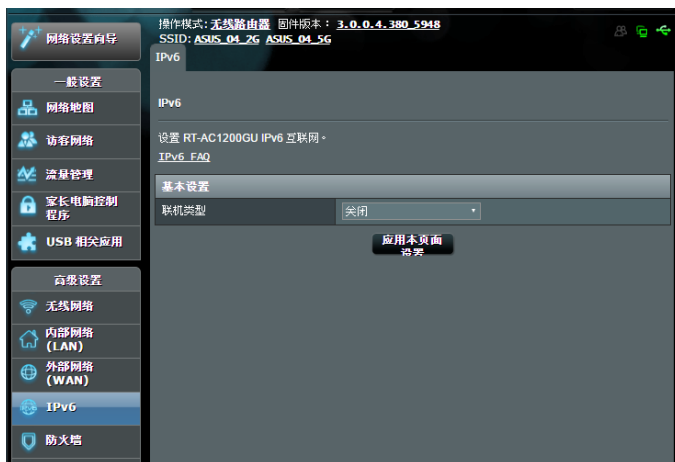 网络设置向导
操作模式: 无线路由器 固件版本: 3.0.0.4.380_5948
SSID: ASUS_04_2G ASUS_04_5G
IPv6
一般设置
网络地图
访客网络
流量管理
家长电脑控制
程序
USB 相关应用
高级设置
无线网络
内部网络
(LAN)
外部网络
(WAN)
IPv6
防火墙
IPv6
设置 RT-AC1200GU IPv6 互联网。
IPv6 FAQ
基本设置
联机类型
关闭
应用本页面
设置